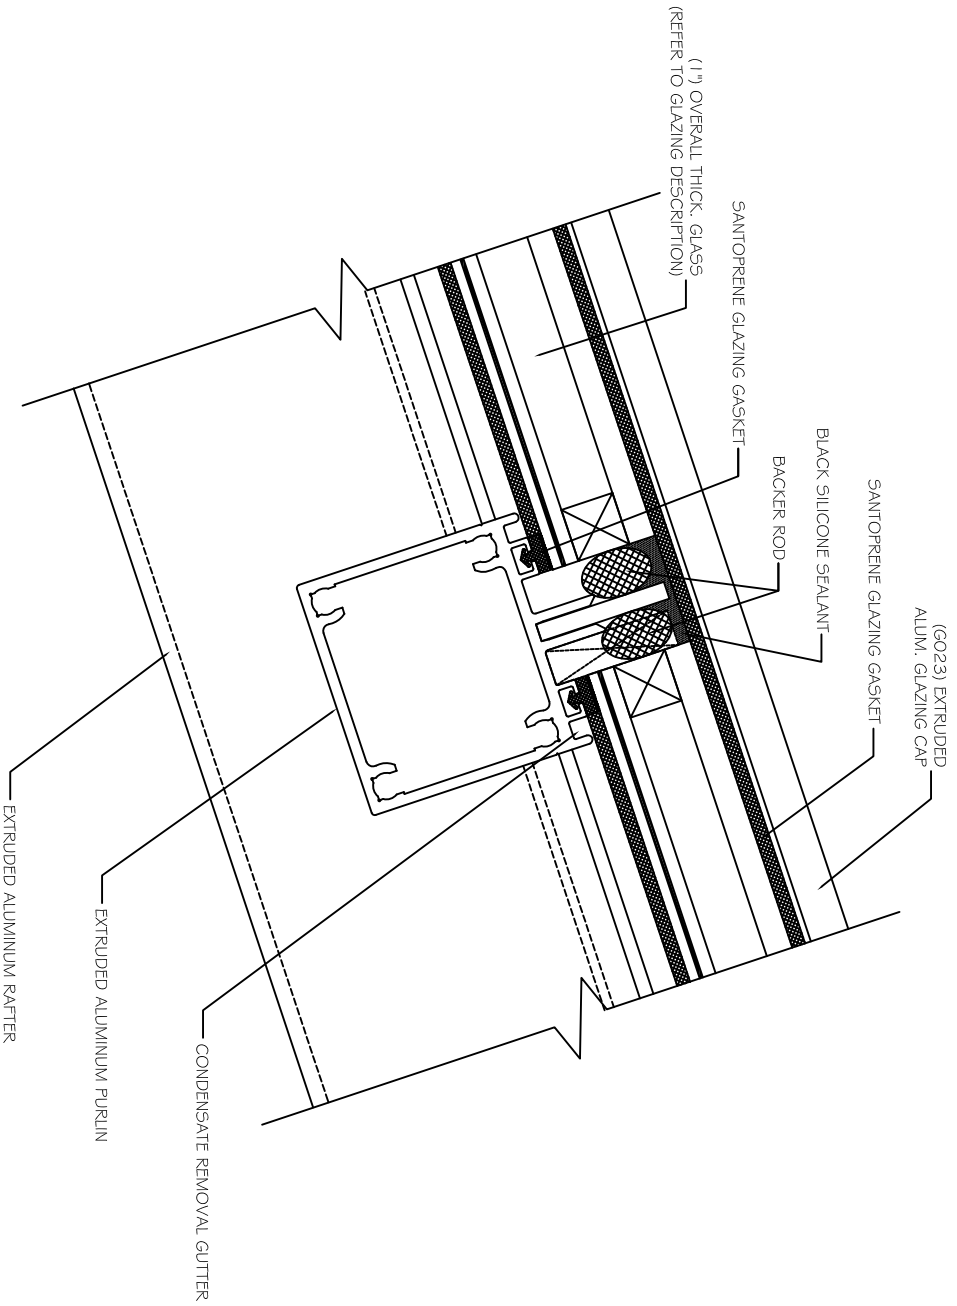 (1") OVERALL THICK. GLASS
(REFER TO GLAZING DESCRIPTION)
SANTOPRENE GLAZING GASKET
BACKER ROD
BLACK SILICONE SEALANT
SANTOPRENE GLAZING GASKET
(G023) EXTRUDED
ALUM. GLAZING CAP
EXTRUDED ALUMINUM RAFTER
EXTRUDED ALUMINUM PURLIN
CONDENSATE REMOVAL GUTTER